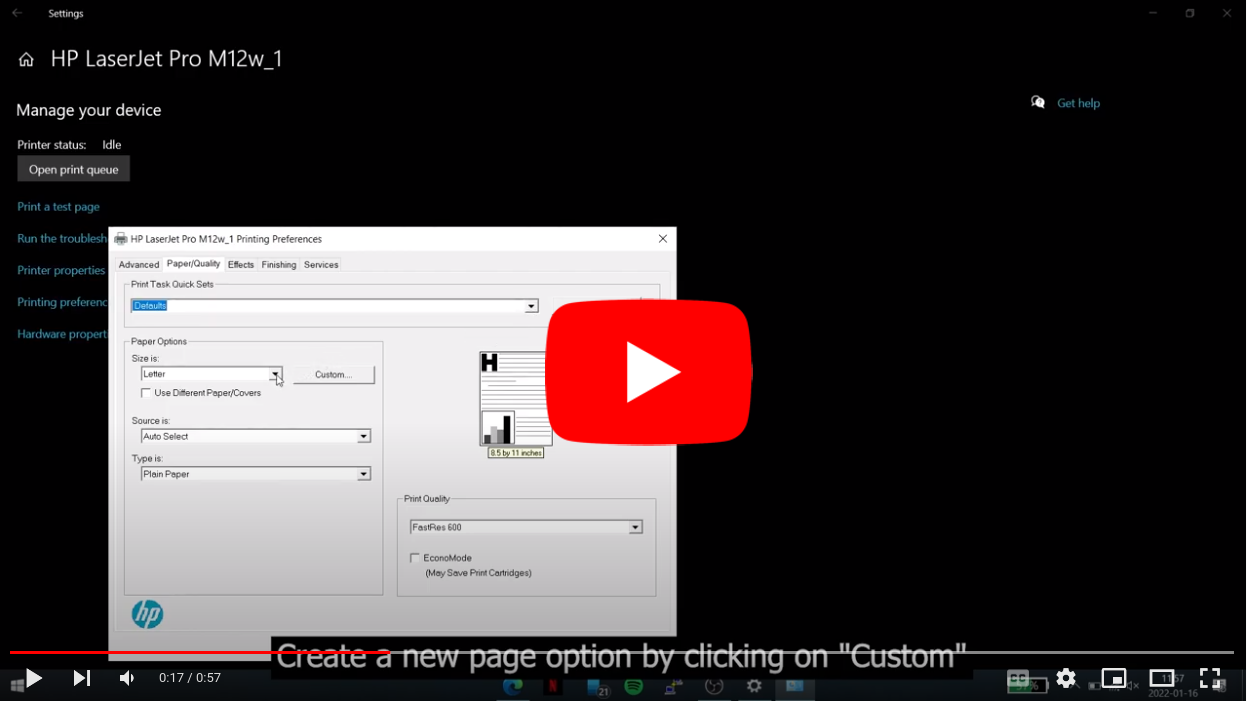 Settings
HP LaserJet Pro M12w_1
Manage your device
Get help
Printer status: Idle
Open print queue
Print a test page
Run the troublesh
Printer properties
Printing preferenc
Hardware properti
HP LaserJet Pro M12w_1 Printing Preferences
Advanced Paper/Quality Effects Finishing Services
Print Task Quick Sets
Defaults
Paper Options
Size is:
Letter
Custom....
Use Different Paper/Covers
Source is:
Auto Select
Type is:
Plain Paper
H
8.5 by 11 inches
Print Quality
FastRes 600
EconoMode
(May Save Print Cartridges)
hp
Create a new page option by clicking on "Custom"
0:17 / 0:57
21
CC
11:57
2022-01-16